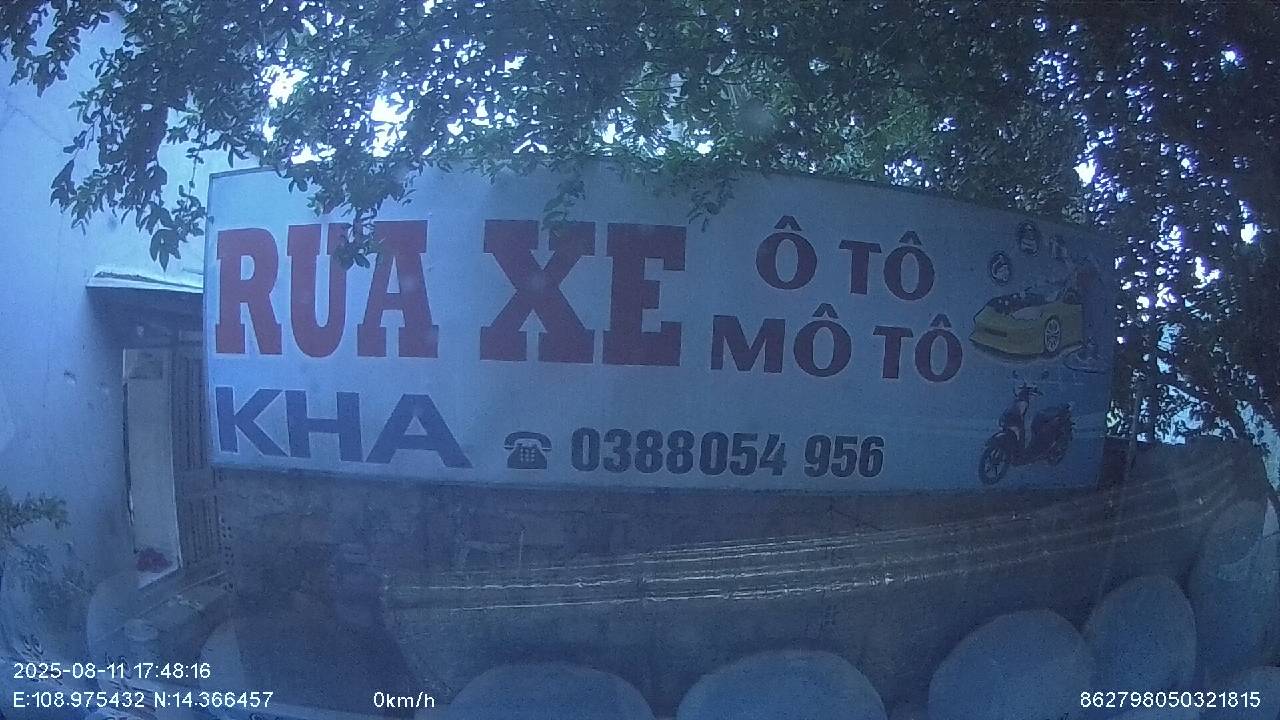 RUA XE
Ô TÔ
MÔ TÔ
KHA
☎ 0388054 956
2025-08-11 17:48:16
E:108.975432 N:14.366457
0km/h
862798050321815